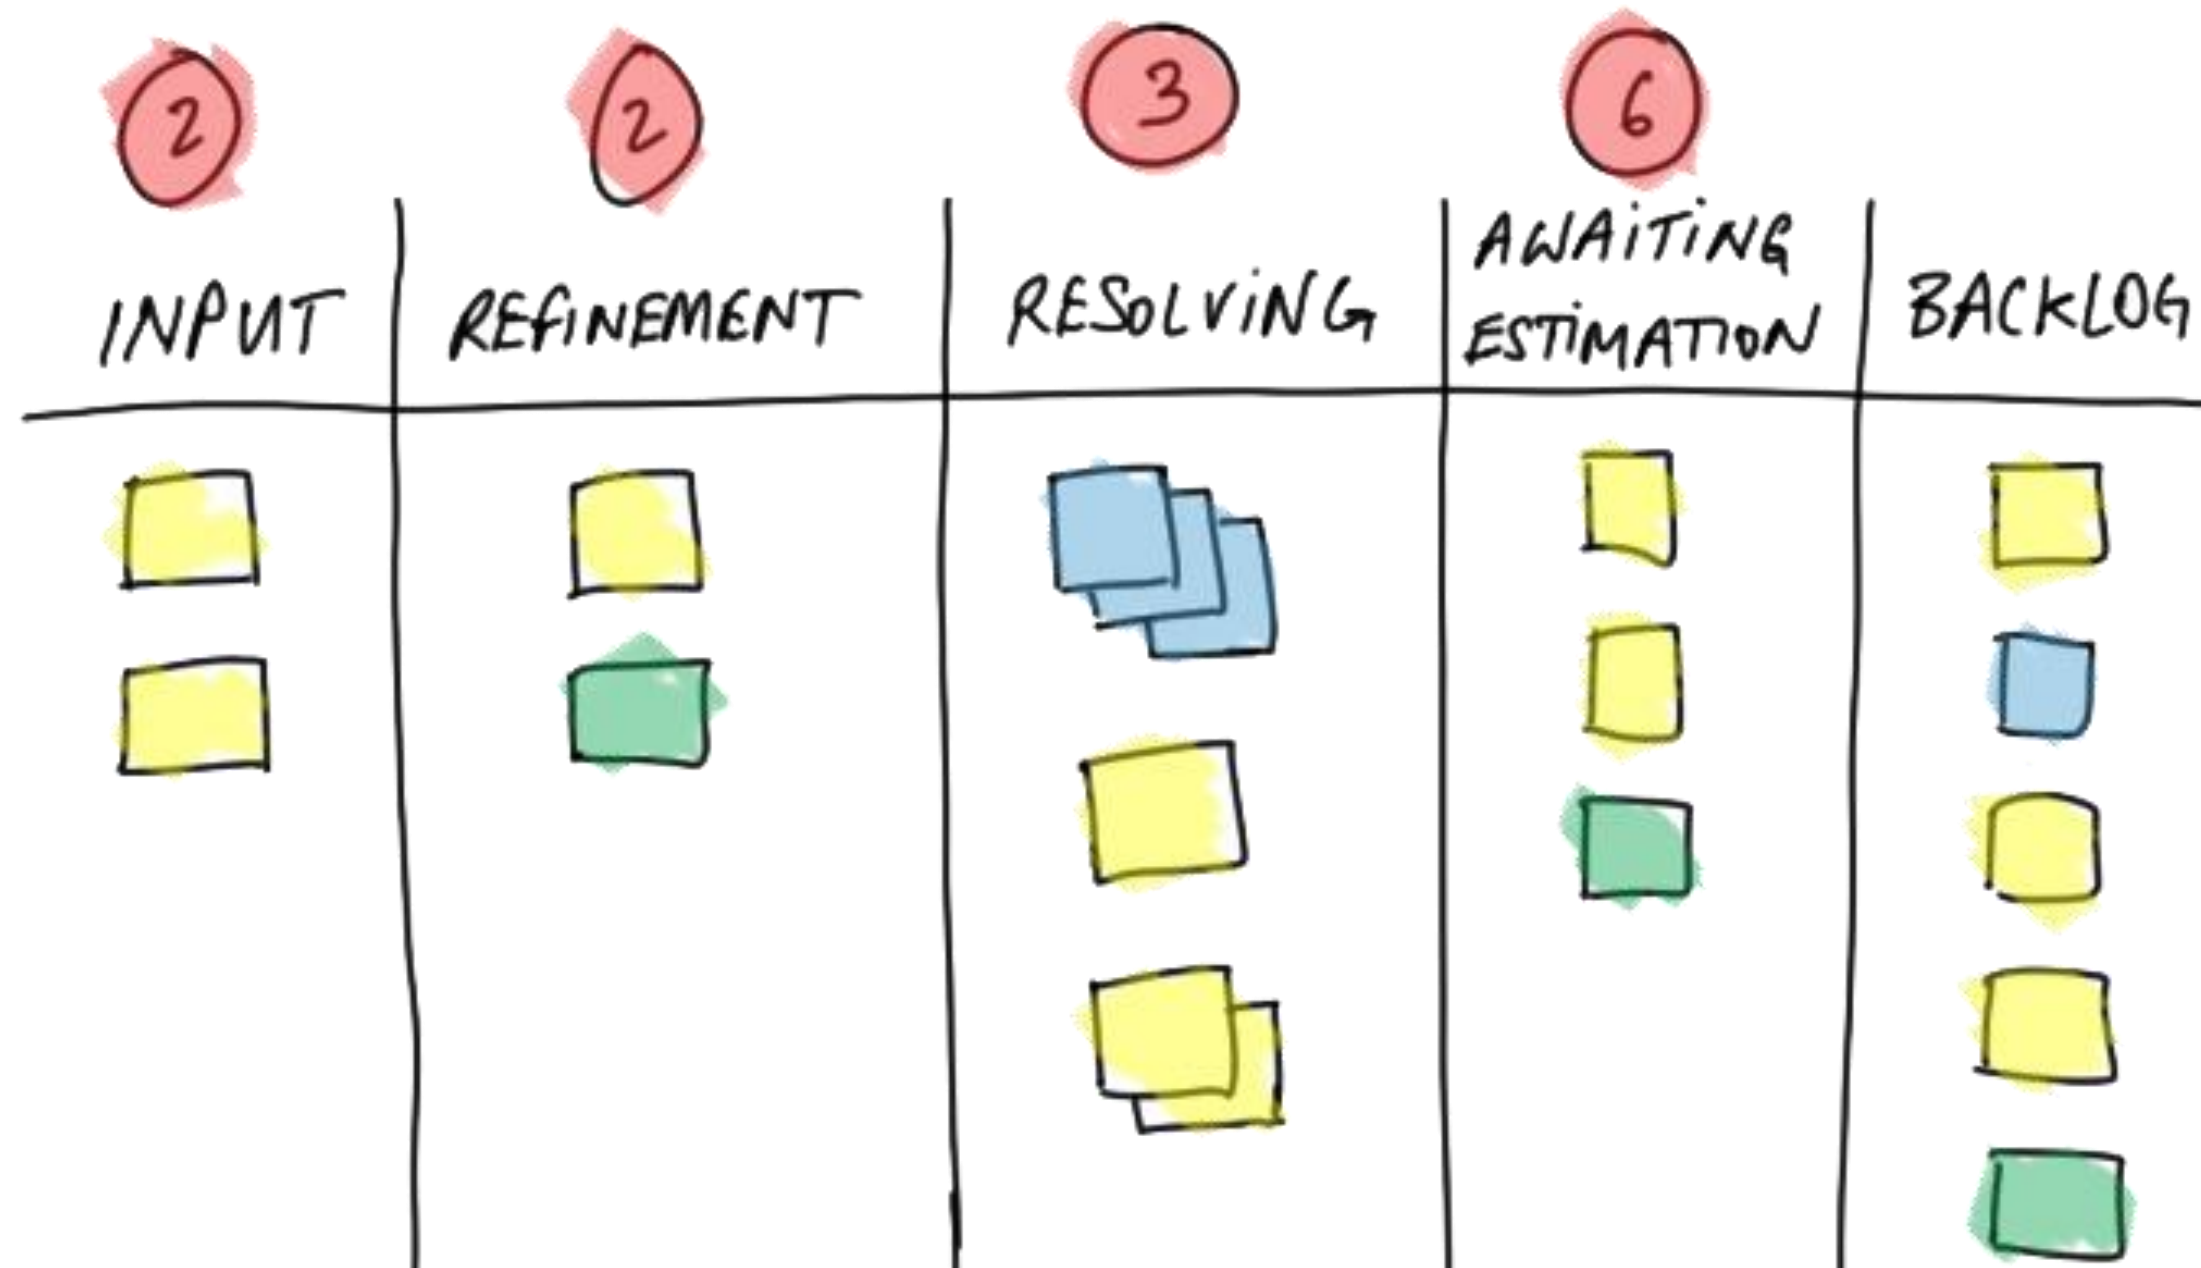 2
2
3
6
INPUT
REFINEMENT
RESOLVING
AWAITING
ESTIMATION
BACKLOG